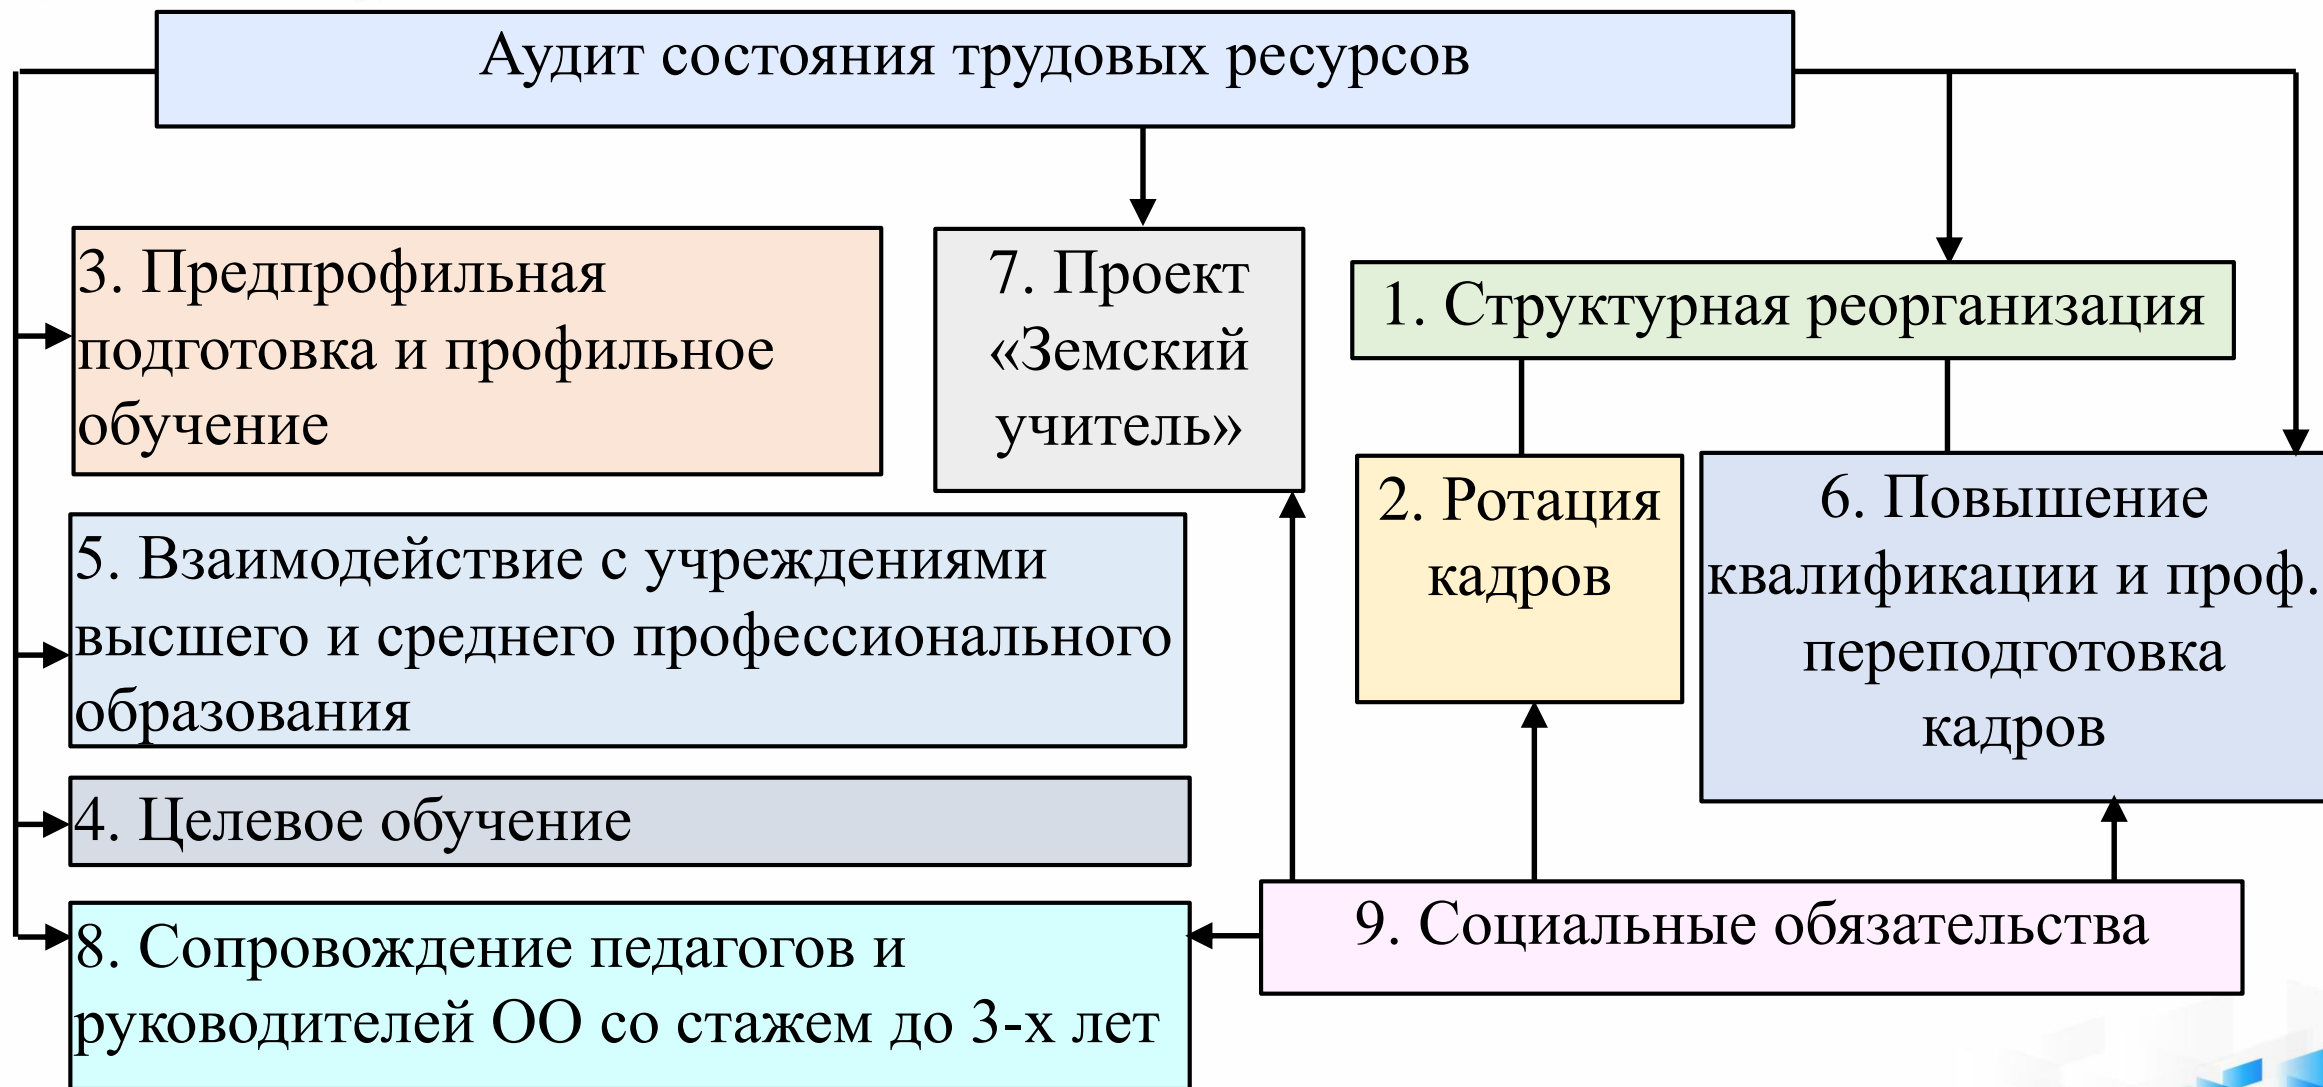 Аудит состояния трудовых ресурсов
3. Предпрофильная
подготовка и профильное
обучение
7. Проект
«Земский
учитель»
1. Структурная реорганизация
2. Ротация
кадров
6. Повышение
квалификации и проф.
переподготовка
кадров
5. Взаимодействие с учреждениями
высшего и среднего профессионального
образования
4. Целевое обучение
8. Сопровождение педагогов и
руководителей ОО со стажем до 3-х лет
9. Социальные обязательства